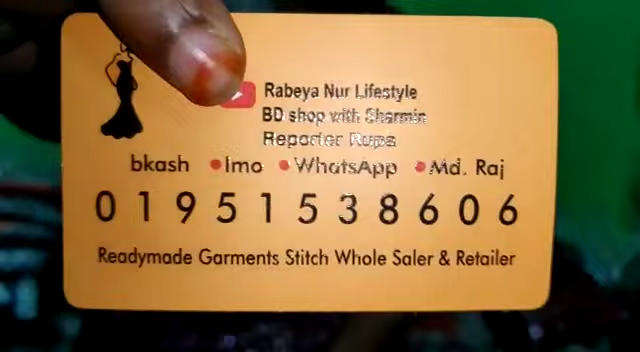 Rabeya Nur Lifestyle
BD shop with Sharmin
Reporter Rupa
bkash •Imo •WhatsApp •Md. Raj
01951538606
Readymade Garments Stitch Whole Saler & Retailer